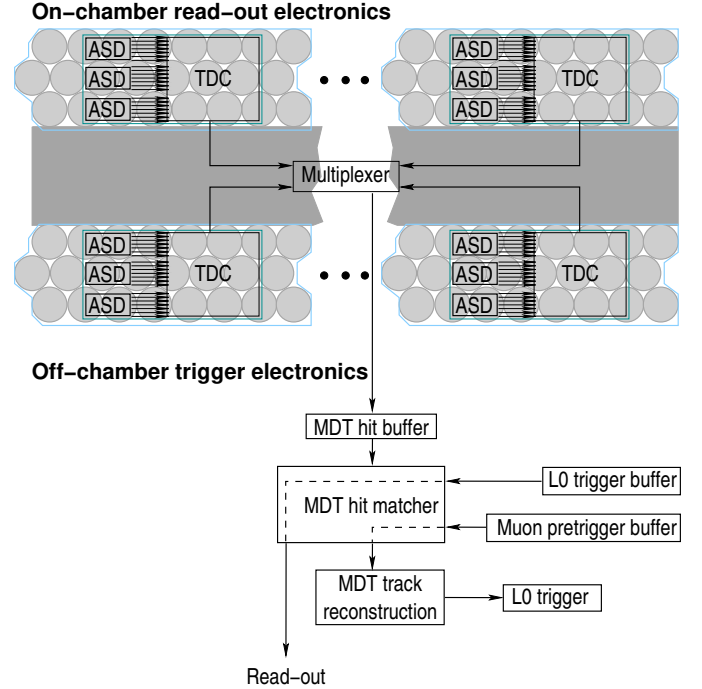 On-chamber read-out electronics
ASD
ASD
ASD
TDC
ASD
ASD
ASD
TDC
Multiplexer
ASD
ASD
ASD
TDC
ASD
ASD
ASD
TDC
Off-chamber trigger electronics
MDT hit buffer
MDT hit matcher
L0 trigger buffer
Muon pretrigger buffer
MDT track
reconstruction
L0 trigger
Read-out